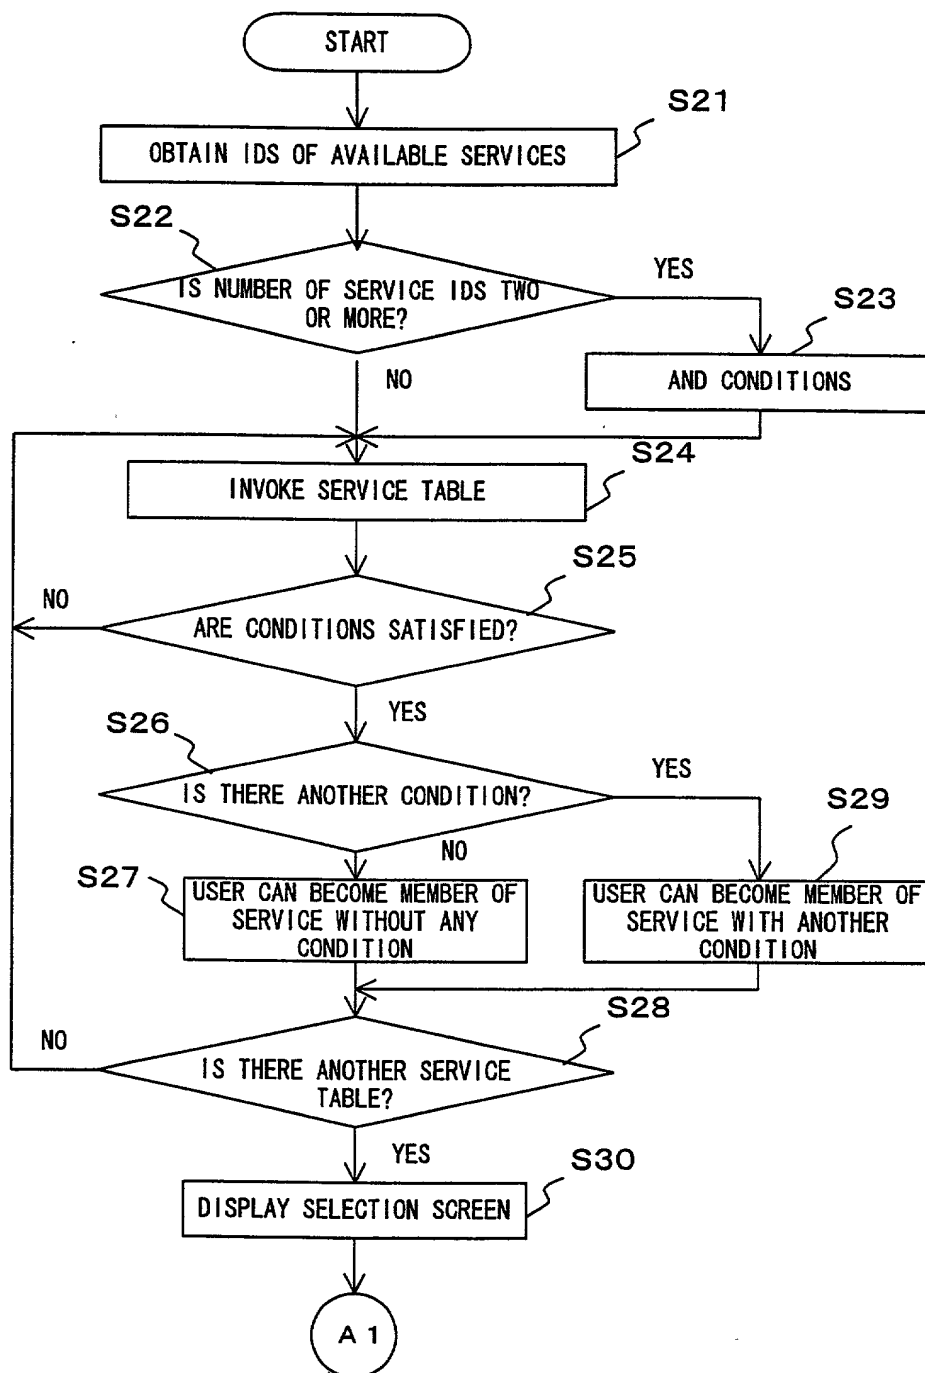 START
S21
OBTAIN IDS OF AVAILABLE SERVICES
S22
YES
IS NUMBER OF SERVICE IDS TWO
OR MORE?
S23
NO
AND CONDITIONS
S24
INVOKE SERVICE TABLE
S25
NO
ARE CONDITIONS SATISFIED?
YES
S26
YES
IS THERE ANOTHER CONDITION?
S29
NO
S27
USER CAN BECOME MEMBER OF
SERVICE WITHOUT ANY
CONDITION
USER CAN BECOME MEMBER OF
SERVICE WITH ANOTHER
CONDITION
S28
NO
IS THERE ANOTHER SERVICE
TABLE?
YES
S30
DISPLAY SELECTION SCREEN
A 1